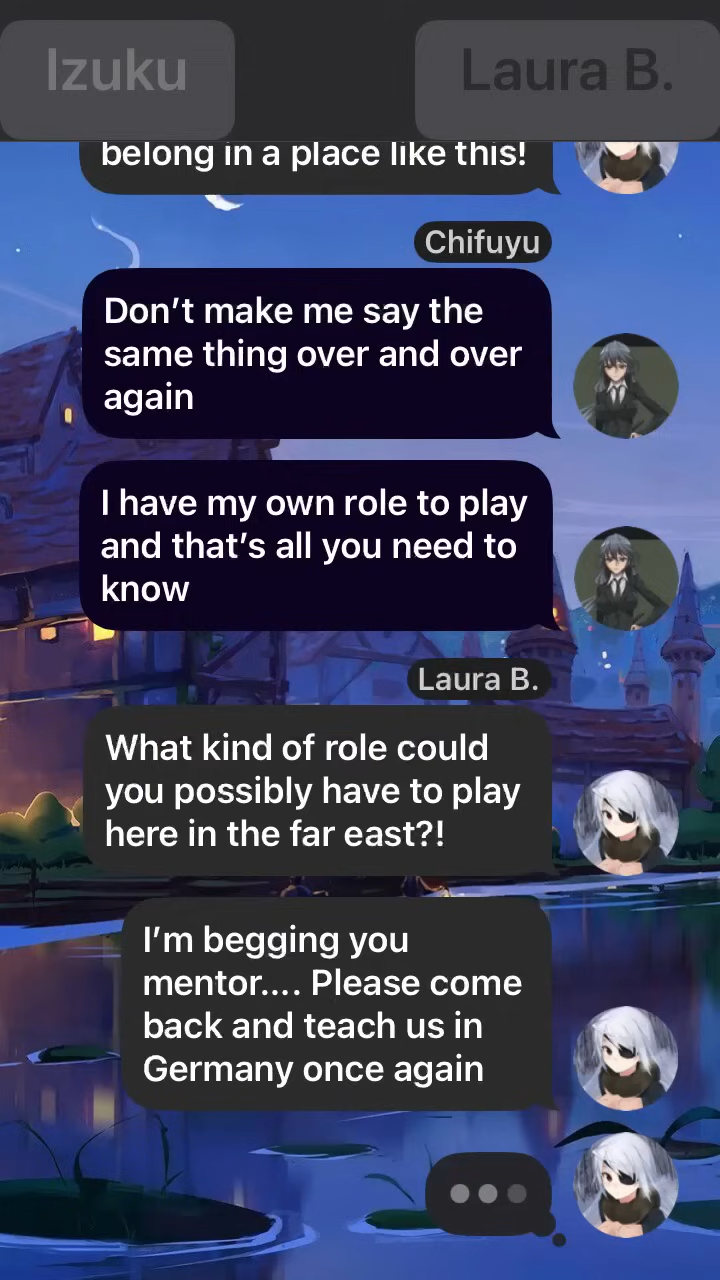 Izuku
Laura B.
belong in a place like this!
Chifuyu
Don’t make me say the
same thing over and over
again
I have my own role to play
and that’s all you need to
know
Laura B.
What kind of role could
you possibly have to play
here in the far east?!
I’m begging you
mentor.... Please come
back and teach us in
Germany once again